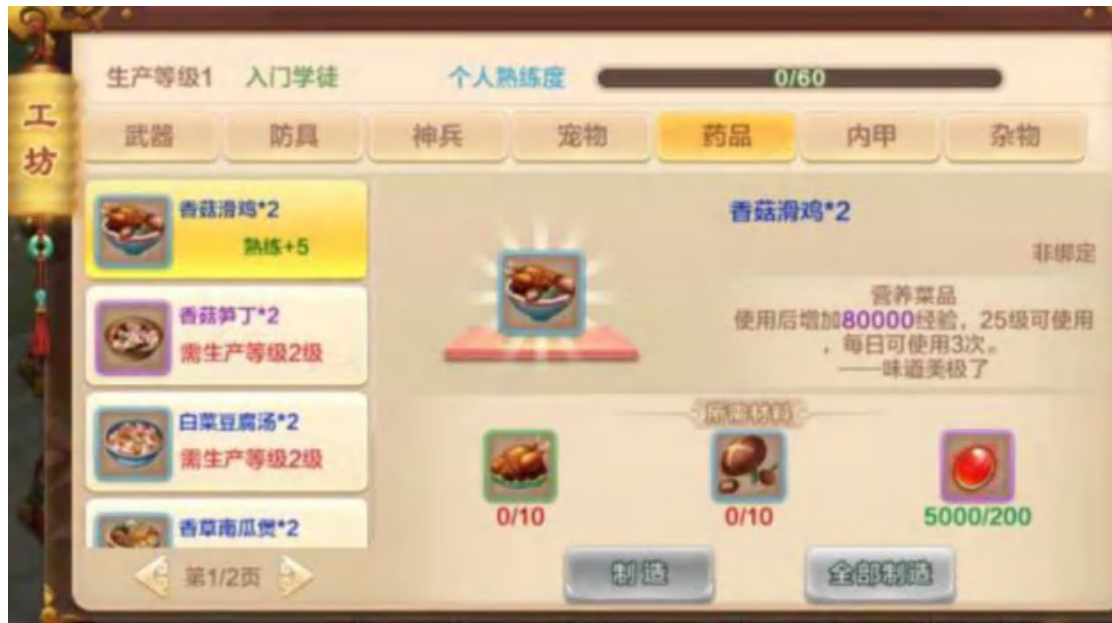 工坊
生产等级1 入门学徒 个人熟练度 0/60
武器 防具 神兵 宠物 药品 内甲 杂物
香菇滑鸡*2
熟练+5
香菇笋丁*2
需生产等级2级
白菜豆腐汤*2
需生产等级2级
香草南瓜煲*2
第1/2页
香菇滑鸡*2
非绑定
营养菜品
使用后增加80000经验，25级可使用
，每日可使用3次。
——味道美极了
所需材料
0/10 0/10 5000/200
制造 全部制造